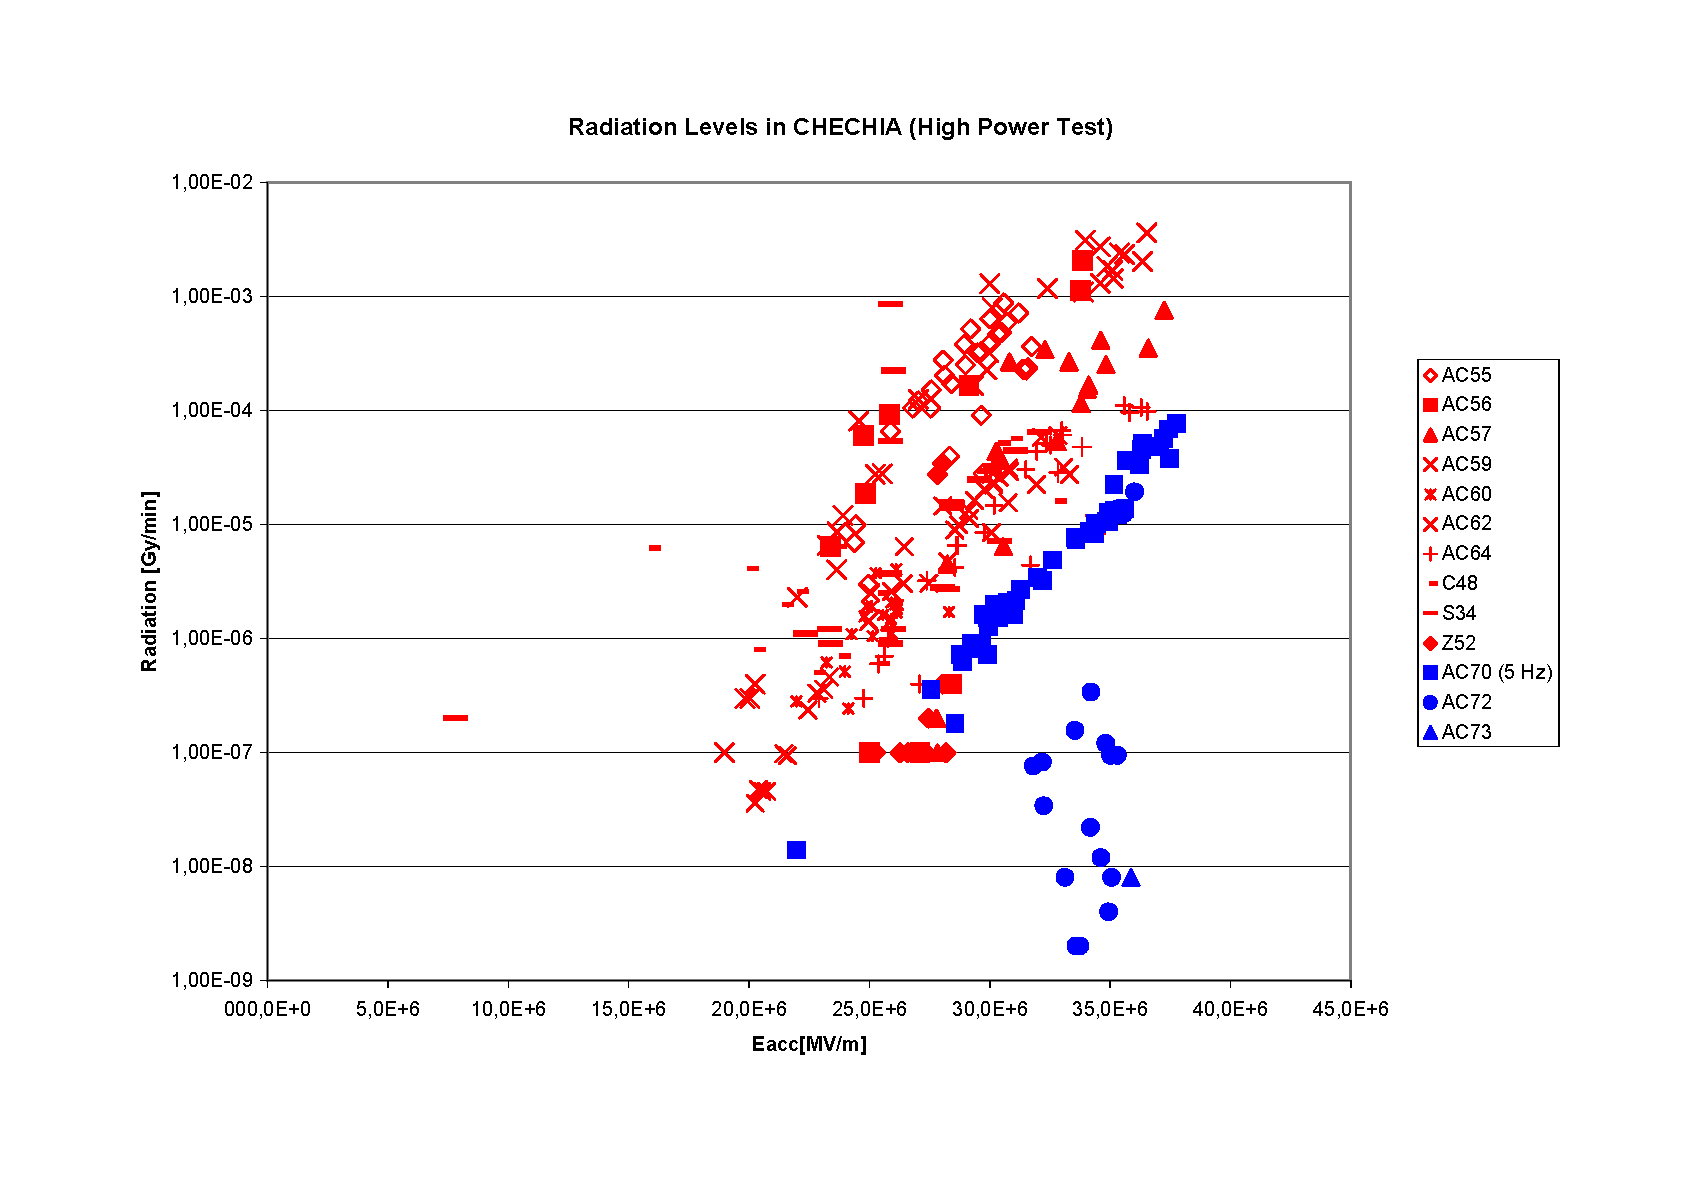 Radiation Levels in CHECHIA (High Power Test)
1,00E-02
1,00E-03
1,00E-04
1,00E-05
1,00E-06
1,00E-07
1,00E-08
1,00E-09
Radiation [Gy/min]
000,0E+0 5,0E+6 10,0E+6 15,0E+6 20,0E+6 25,0E+6 30,0E+6 35,0E+6 40,0E+6 45,0E+6
Eacc[MV/m]
AC55
AC56
AC57
AC59
AC60
AC62
AC64
C48
S34
Z52
AC70 (5 Hz)
AC72
AC73